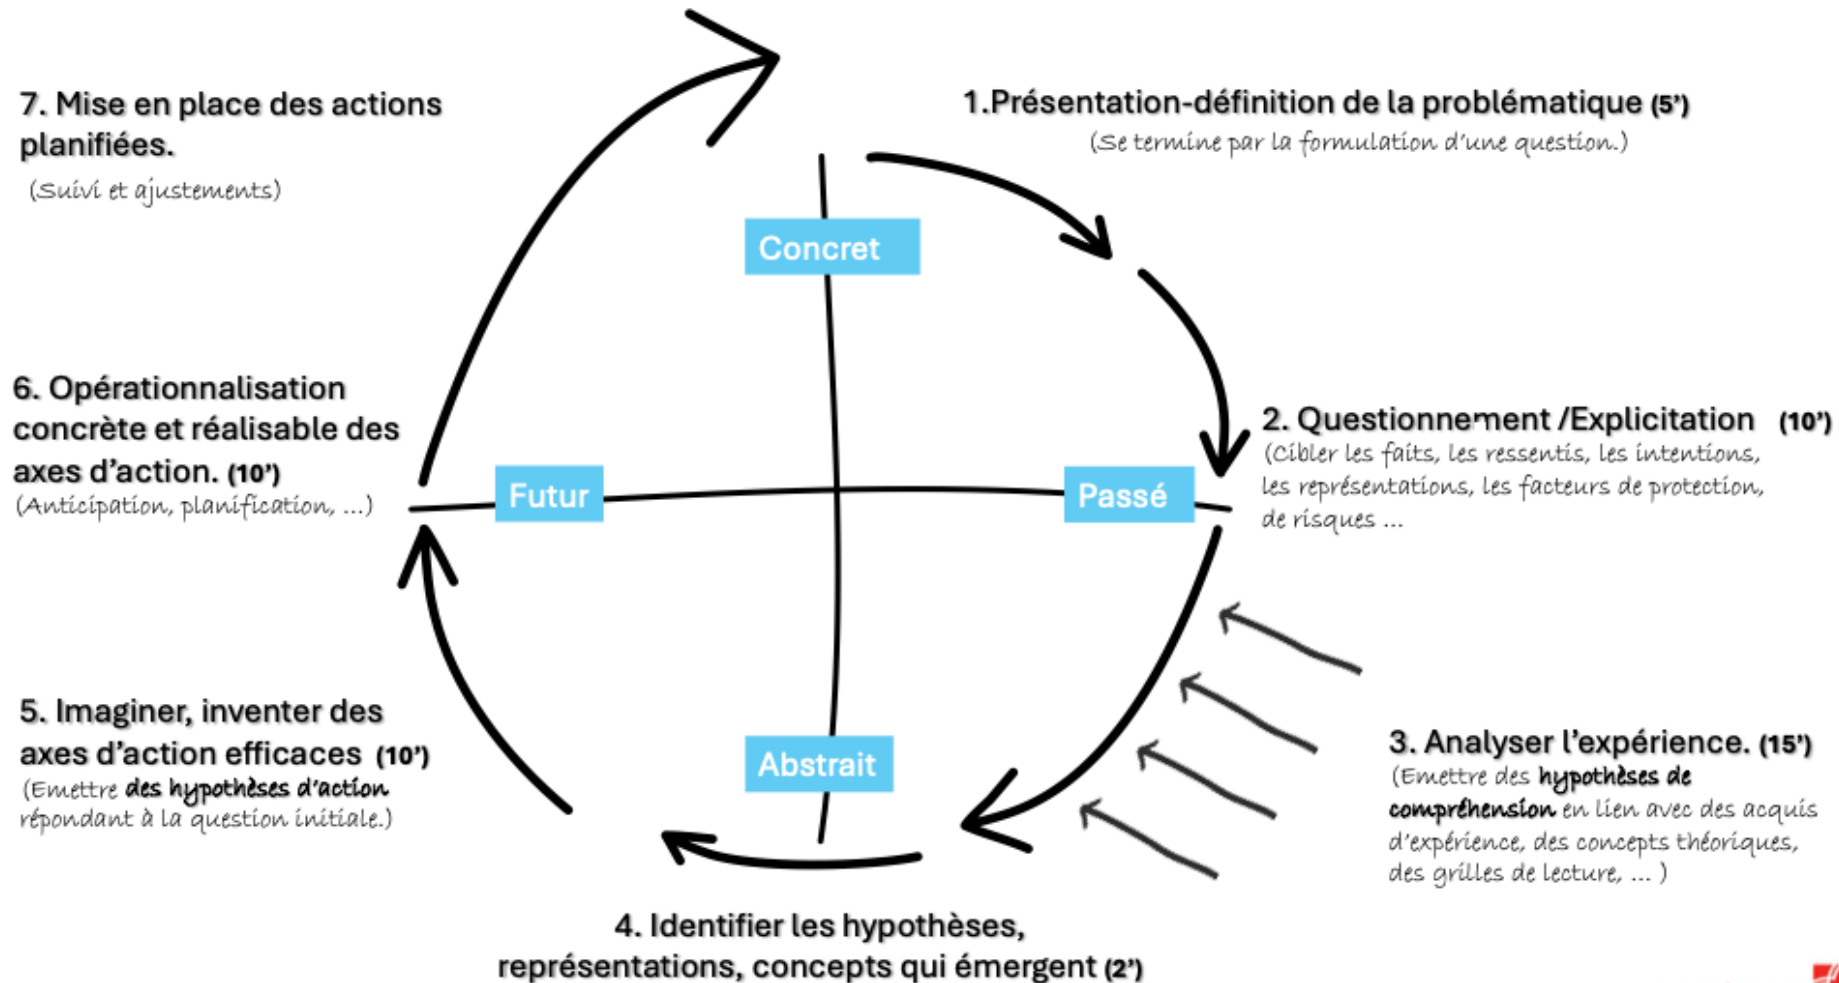 1.Présentation-définition de la problématique (5’)
(Se termine par la formulation d’une question.)
Concret
2. Questionnement /Explicitation (10’)
(Cibler les faits, les ressentis, les intentions,
les représentations, les facteurs de protection,
de risques ...
Passé
3. Analyser l’expérience. (15’)
(Emettre des hypothèses de
compréhension en lien avec des acquis
d’expérience, des concepts théoriques,
des grilles de lecture, ... )
Abstrait
4. Identifier les hypothèses,
représentations, concepts qui émergent (2’)
5. Imaginer, inventer des
axes d’action efficaces (10’)
(Emettre des hypothèses d’action
répondant à la question initiale.)
Futur
6. Opérationnalisation
concrète et réalisable des
axes d’action. (10’)
(Anticipation, planification, ...)
7. Mise en place des actions
planifiées.
(Suivi et ajustements)